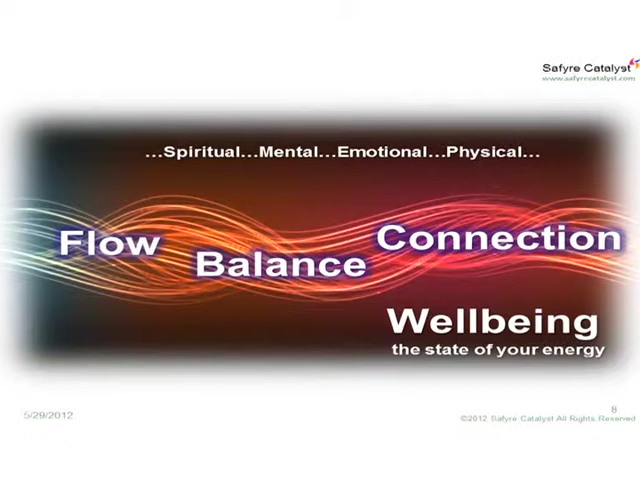 Safyre Catalyst
www.safyrecatalyst.com
...Spiritual...Mental...Emotional...Physical...
Flow
Balance
Connection
Wellbeing
the state of your energy
5/29/2012
8
©2012 Safyre Catalyst All Rights Reserved